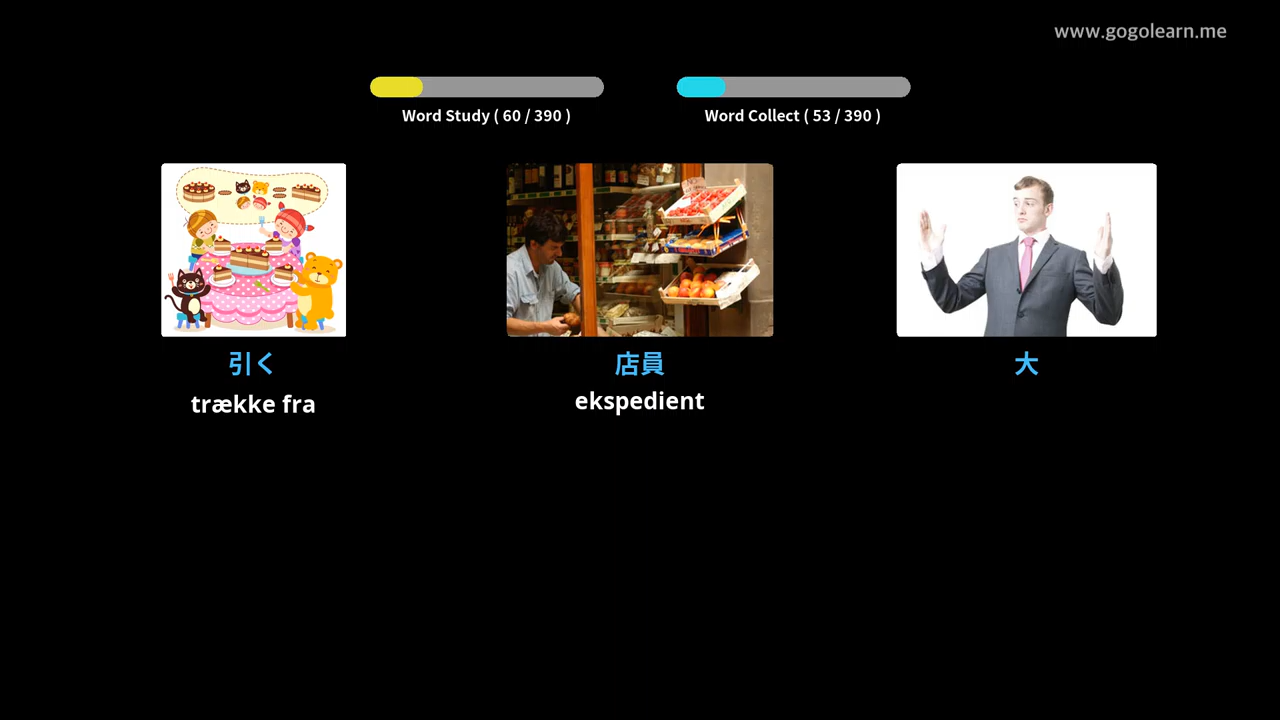 www.gogolearn.me
Word Study ( 60 / 390 )
Word Collect ( 53 / 390 )
引く
trække fra
店員
ekspedient
大